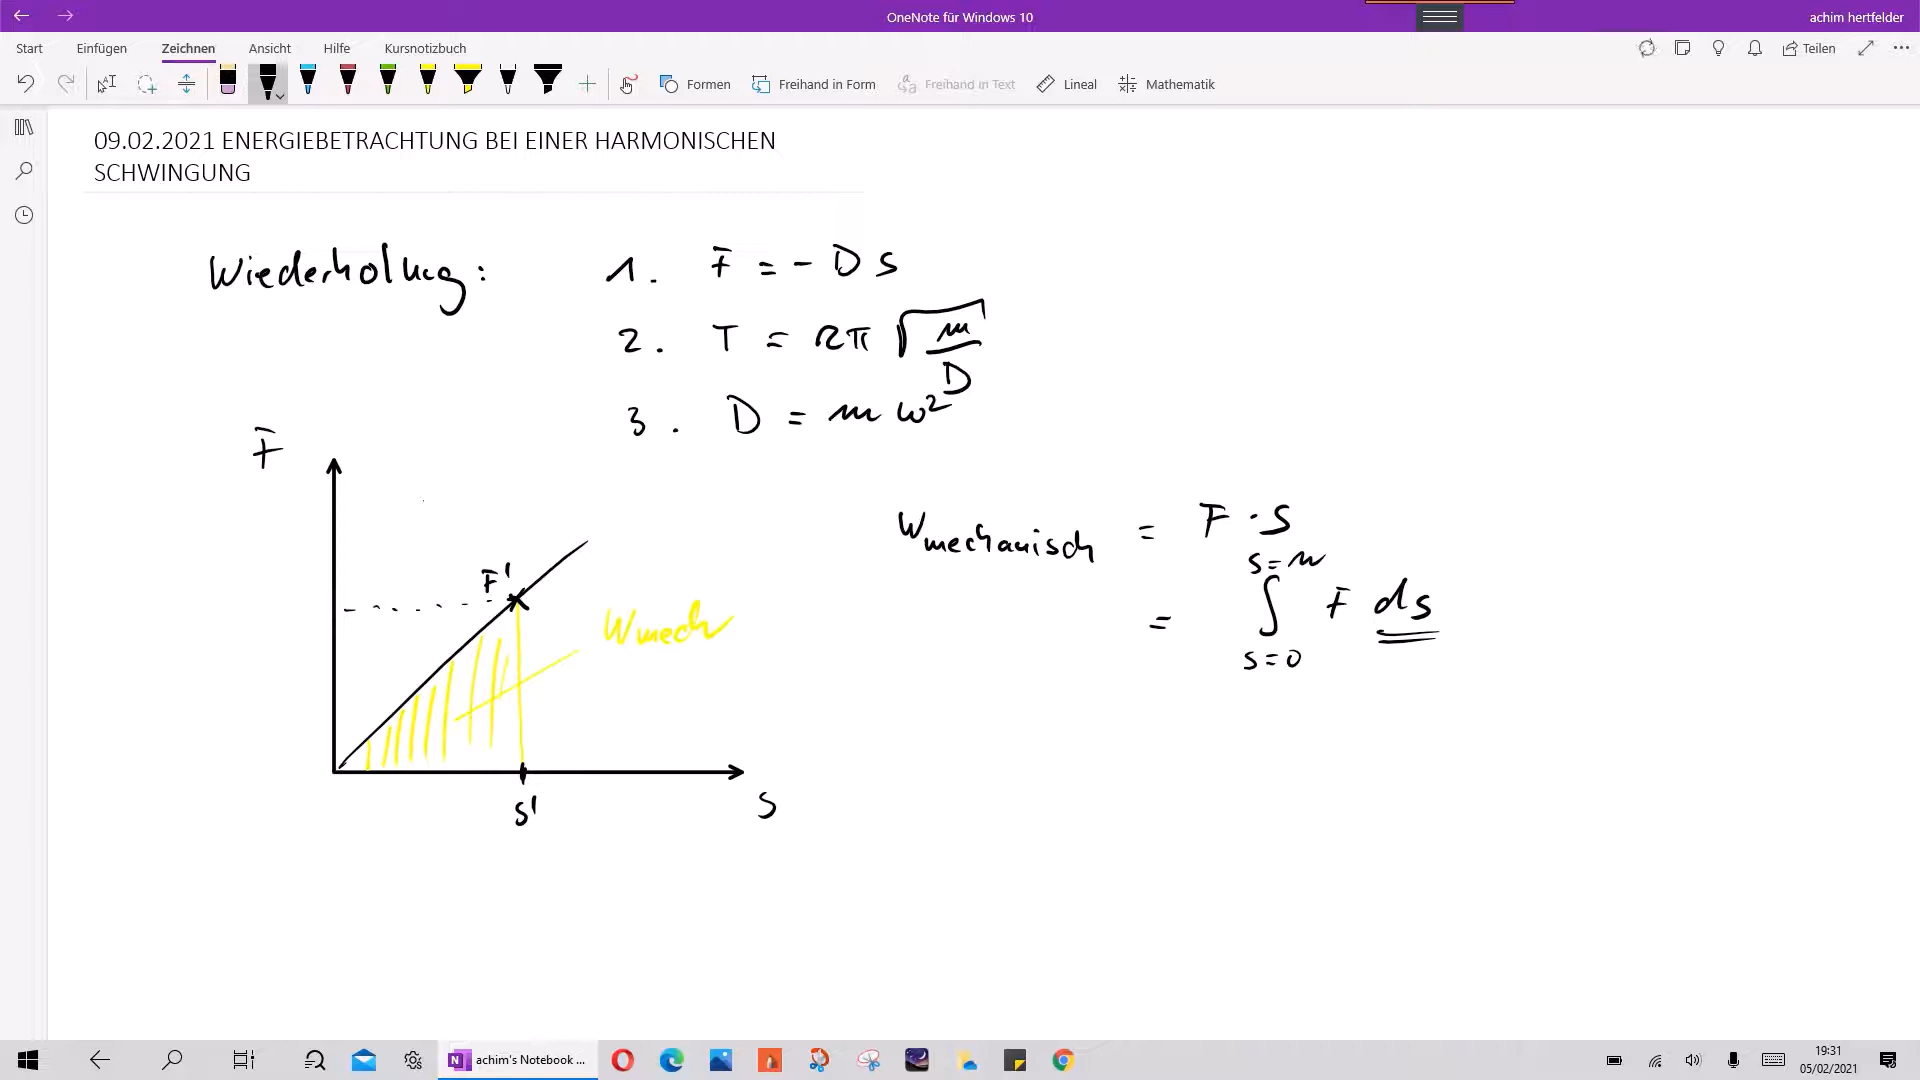 OneNote für Windows 10
achim hertfelder
Start Einfügen Zeichnen Ansicht Hilfe Kursnotizbuch Teilen
Formen Freihand in Form Freihand in Text Lineal Mathematik
09.02.2021 ENERGIEBETRACHTUNG BEI EINER HARMONISCHEN
SCHWINGUNG
Wiederholung: 1. F = - D s
2. T = 2π √(m/D)
3. D = m ω²
F
W mechanisch = F · s
= ∫ F ds
s=n
s=0
F'
Wmech
s'
s
achim's Notebook ...
19:31
05/02/2021